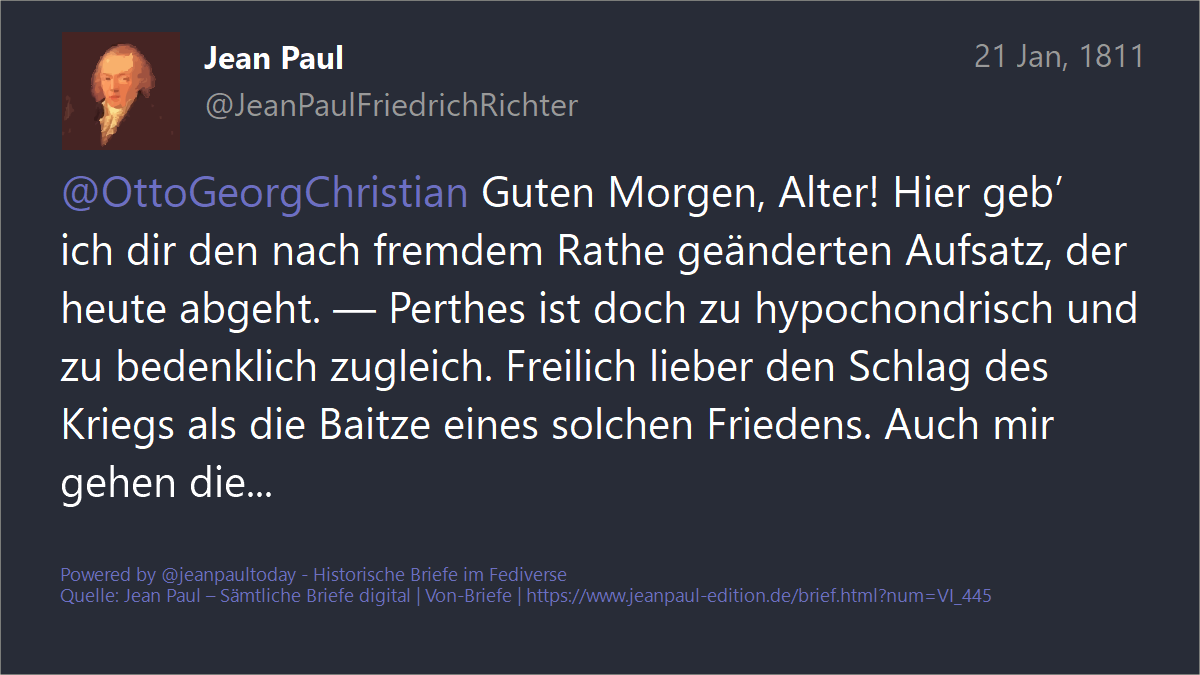 Jean Paul
21 Jan, 1811
@JeanPaulFriedrichRichter
@OttoGeorgChristian Guten Morgen, Alter! Hier geb’
ich dir den nach fremdem Rathe geänderten Aufsatz, der
heute abgeht. — Perthes ist doch zu hypochondrisch und
zu bedenklich zugleich. Freilich lieber den Schlag des
Kriegs als die Baitze eines solchen Friedens. Auch mir
gehen die...
Powered by @jeanpaultoday - Historische Briefe im Fediverse
Quelle: Jean Paul – Sämtliche Briefe digital | Von-Briefe | https://www.jeanpaul-edition.de/brief.html?num=VI_445